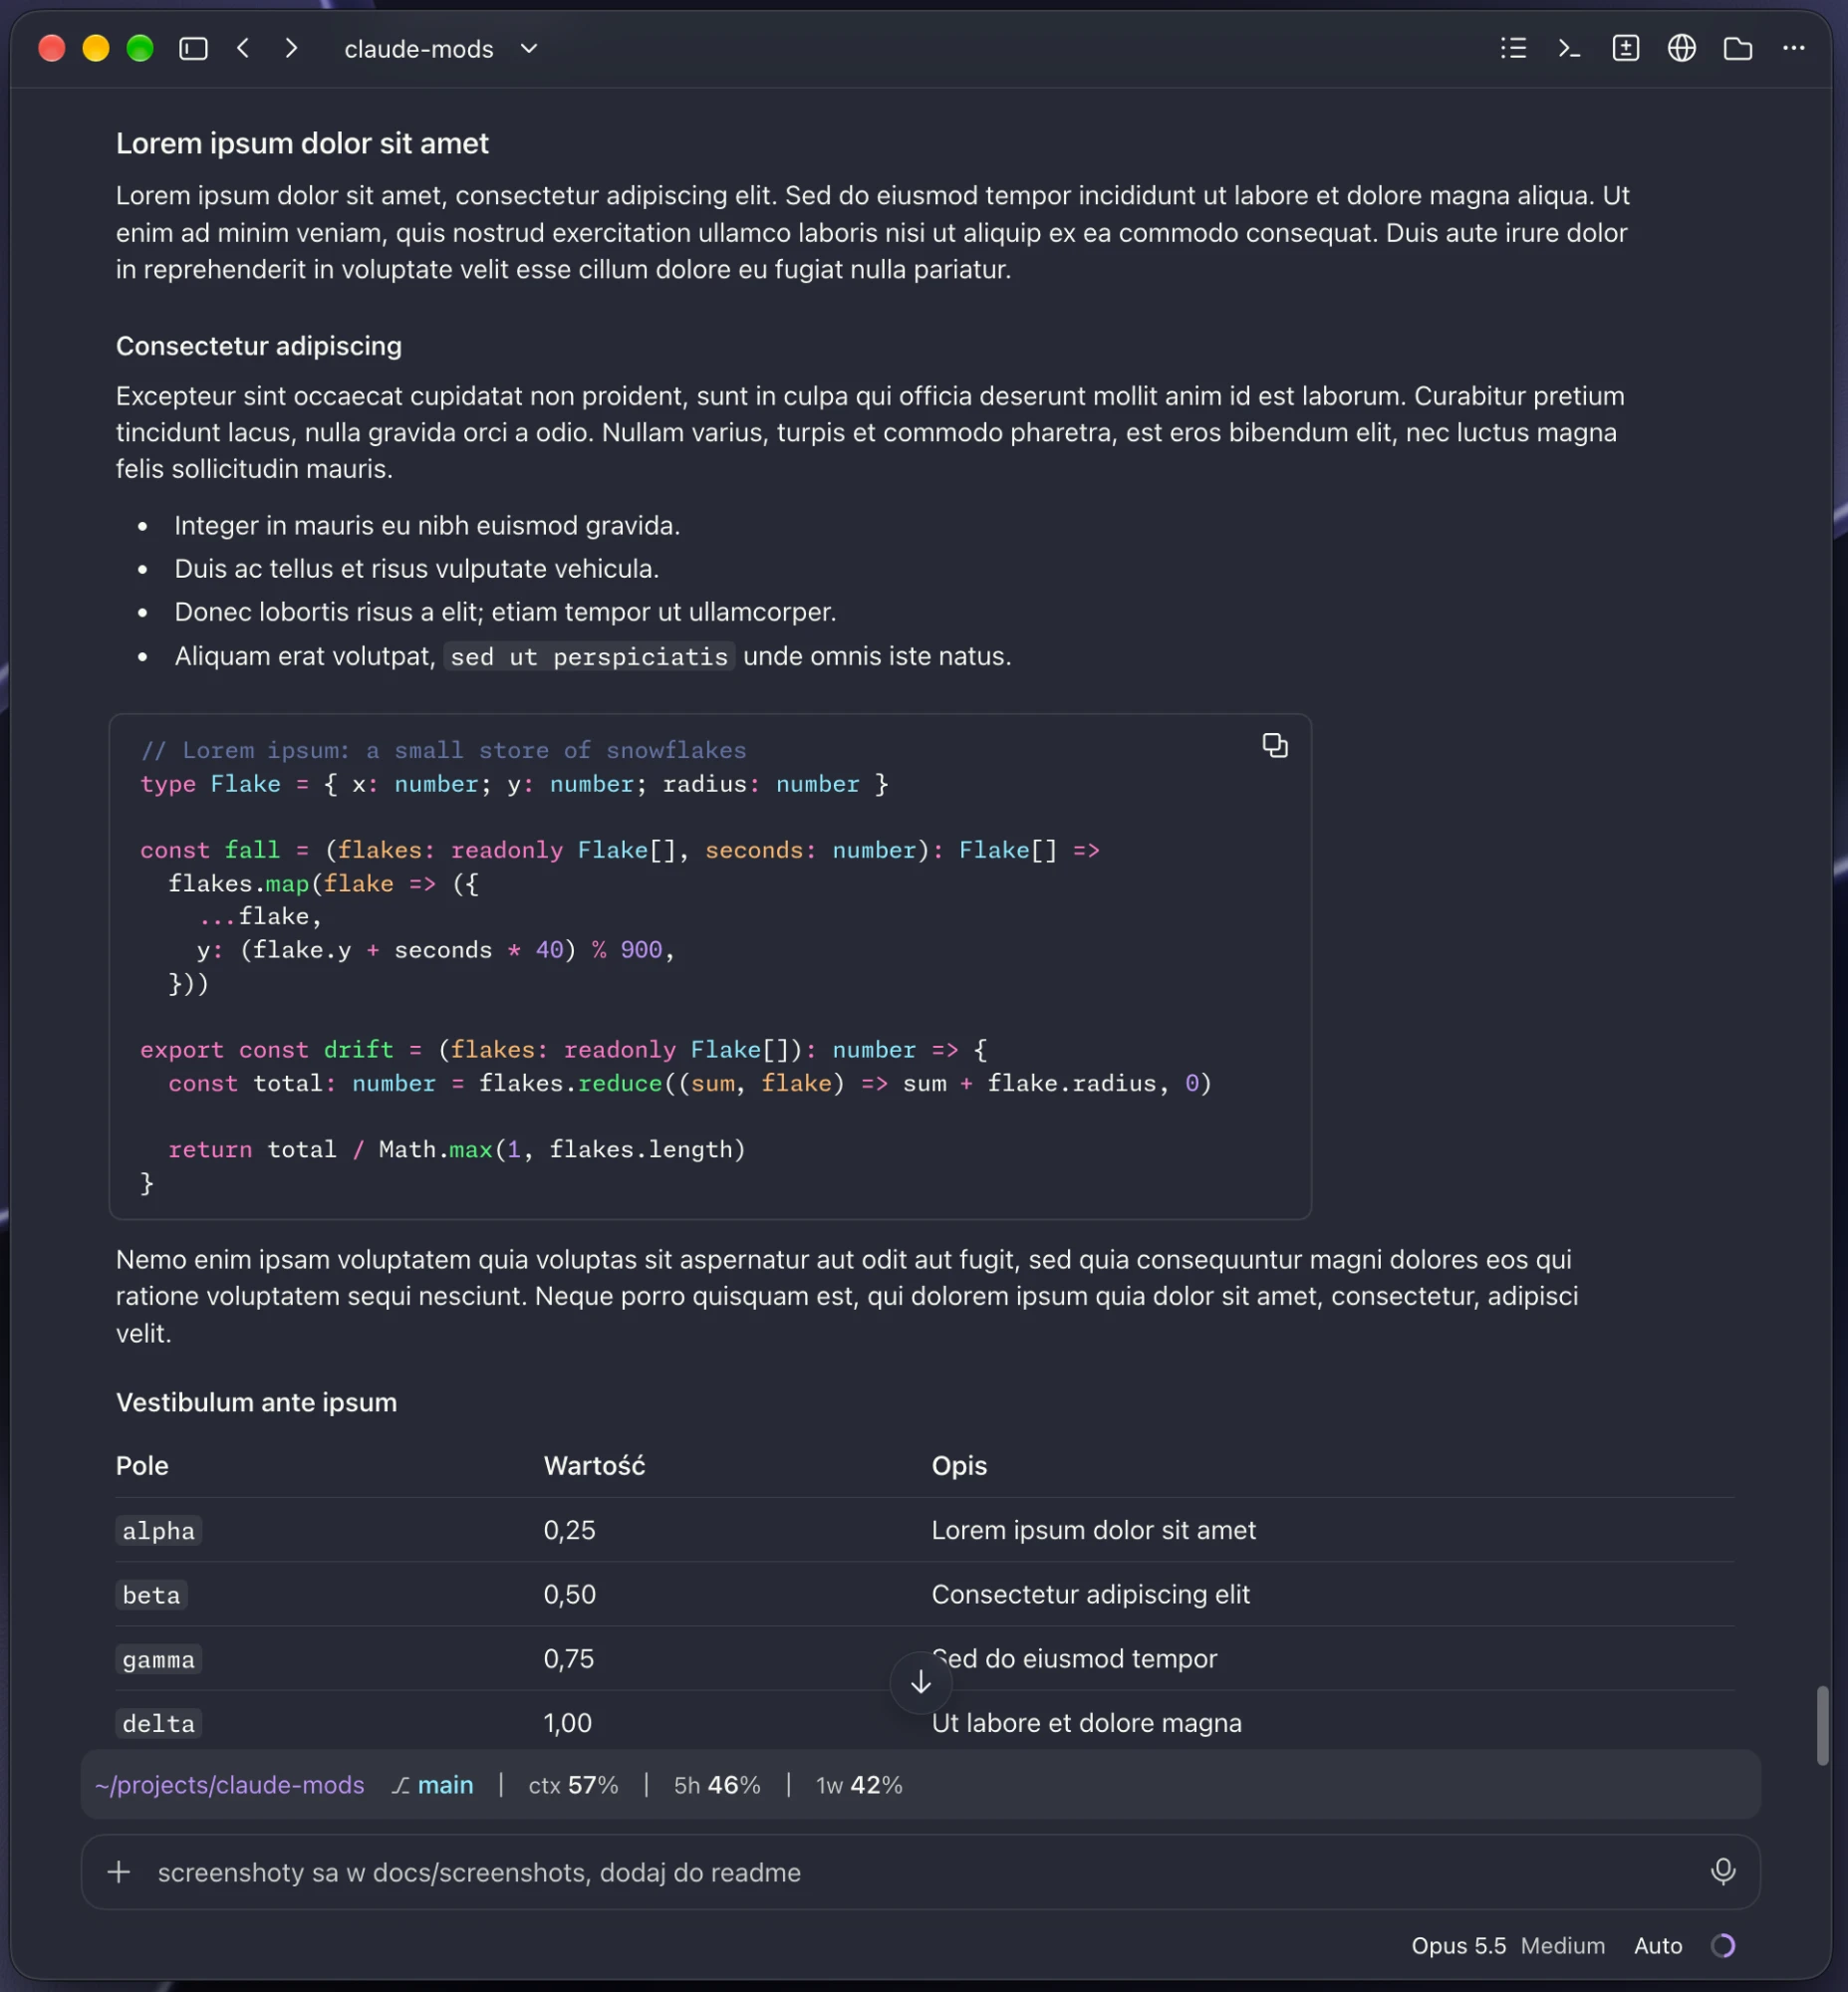 claude-mods
Lorem ipsum dolor sit amet
Lorem ipsum dolor sit amet, consectetur adipiscing elit. Sed do eiusmod tempor incididunt ut labore et dolore magna aliqua. Ut
enim ad minim veniam, quis nostrud exercitation ullamco laboris nisi ut aliquip ex ea commodo consequat. Duis aute irure dolor
in reprehenderit in voluptate velit esse cillum dolore eu fugiat nulla pariatur.
Consectetur adipiscing
Excepteur sint occaecat cupidatat non proident, sunt in culpa qui officia deserunt mollit anim id est laborum. Curabitur pretium
tincidunt lacus, nulla gravida orci a odio. Nullam varius, turpis et commodo pharetra, est eros bibendum elit, nec luctus magna
felis sollicitudin mauris.
• Integer in mauris eu nibh euismod gravida.
• Duis ac tellus et risus vulputate vehicula.
• Donec lobortis risus a elit; etiam tempor ut ullamcorper.
• Aliquam erat volutpat, sed ut perspiciatis unde omnis iste natus.
// Lorem ipsum: a small store of snowflakes
type Flake = { x: number; y: number; radius: number }
const fall = (flakes: readonly Flake[], seconds: number): Flake[] =>
  flakes.map(flake => ({
    ...flake,
    y: (flake.y + seconds * 40) % 900,
  }))
export const drift = (flakes: readonly Flake[]): number => {
  const total: number = flakes.reduce((sum, flake) => sum + flake.radius, 0)
  return total / Math.max(1, flakes.length)
}
Nemo enim ipsam voluptatem quia voluptas sit aspernatur aut odit aut fugit, sed quia consequuntur magni dolores eos qui
ratione voluptatem sequi nesciunt. Neque porro quisquam est, qui dolorem ipsum quia dolor sit amet, consectetur, adipisci
velit.
Vestibulum ante ipsum
Pole Wartość Opis
alpha 0,25 Lorem ipsum dolor sit amet
beta 0,50 Consectetur adipiscing elit
gamma 0,75 Sed do eiusmod tempor
delta 1,00 Ut labore et dolore magna
~/projects/claude-mods ⎇ main | ctx 57% | 5h 46% | 1w 42%
screenshoty sa w docs/screenshots, dodaj do readme
Opus 5.5 Medium Auto